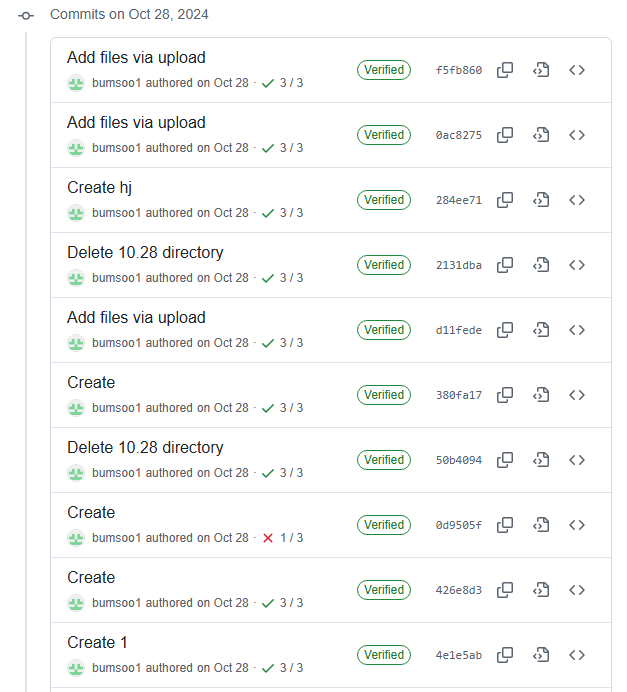 Commits on Oct 28, 2024
Add files via upload
bumsoo1 authored on Oct 28 · 3 / 3
Verified
f5fb860
Add files via upload
bumsoo1 authored on Oct 28 · 3 / 3
Verified
0ac8275
Create hj
bumsoo1 authored on Oct 28 · 3 / 3
Verified
284ee71
Delete 10.28 directory
bumsoo1 authored on Oct 28 · 3 / 3
Verified
2131dba
Add files via upload
bumsoo1 authored on Oct 28 · 3 / 3
Verified
d11fede
Create
bumsoo1 authored on Oct 28 · 3 / 3
Verified
380fa17
Delete 10.28 directory
bumsoo1 authored on Oct 28 · 3 / 3
Verified
50b4094
Create
bumsoo1 authored on Oct 28 · 1 / 3
Verified
0d9505f
Create
bumsoo1 authored on Oct 28 · 3 / 3
Verified
426e8d3
Create 1
bumsoo1 authored on Oct 28 · 3 / 3
Verified
4e1e5ab